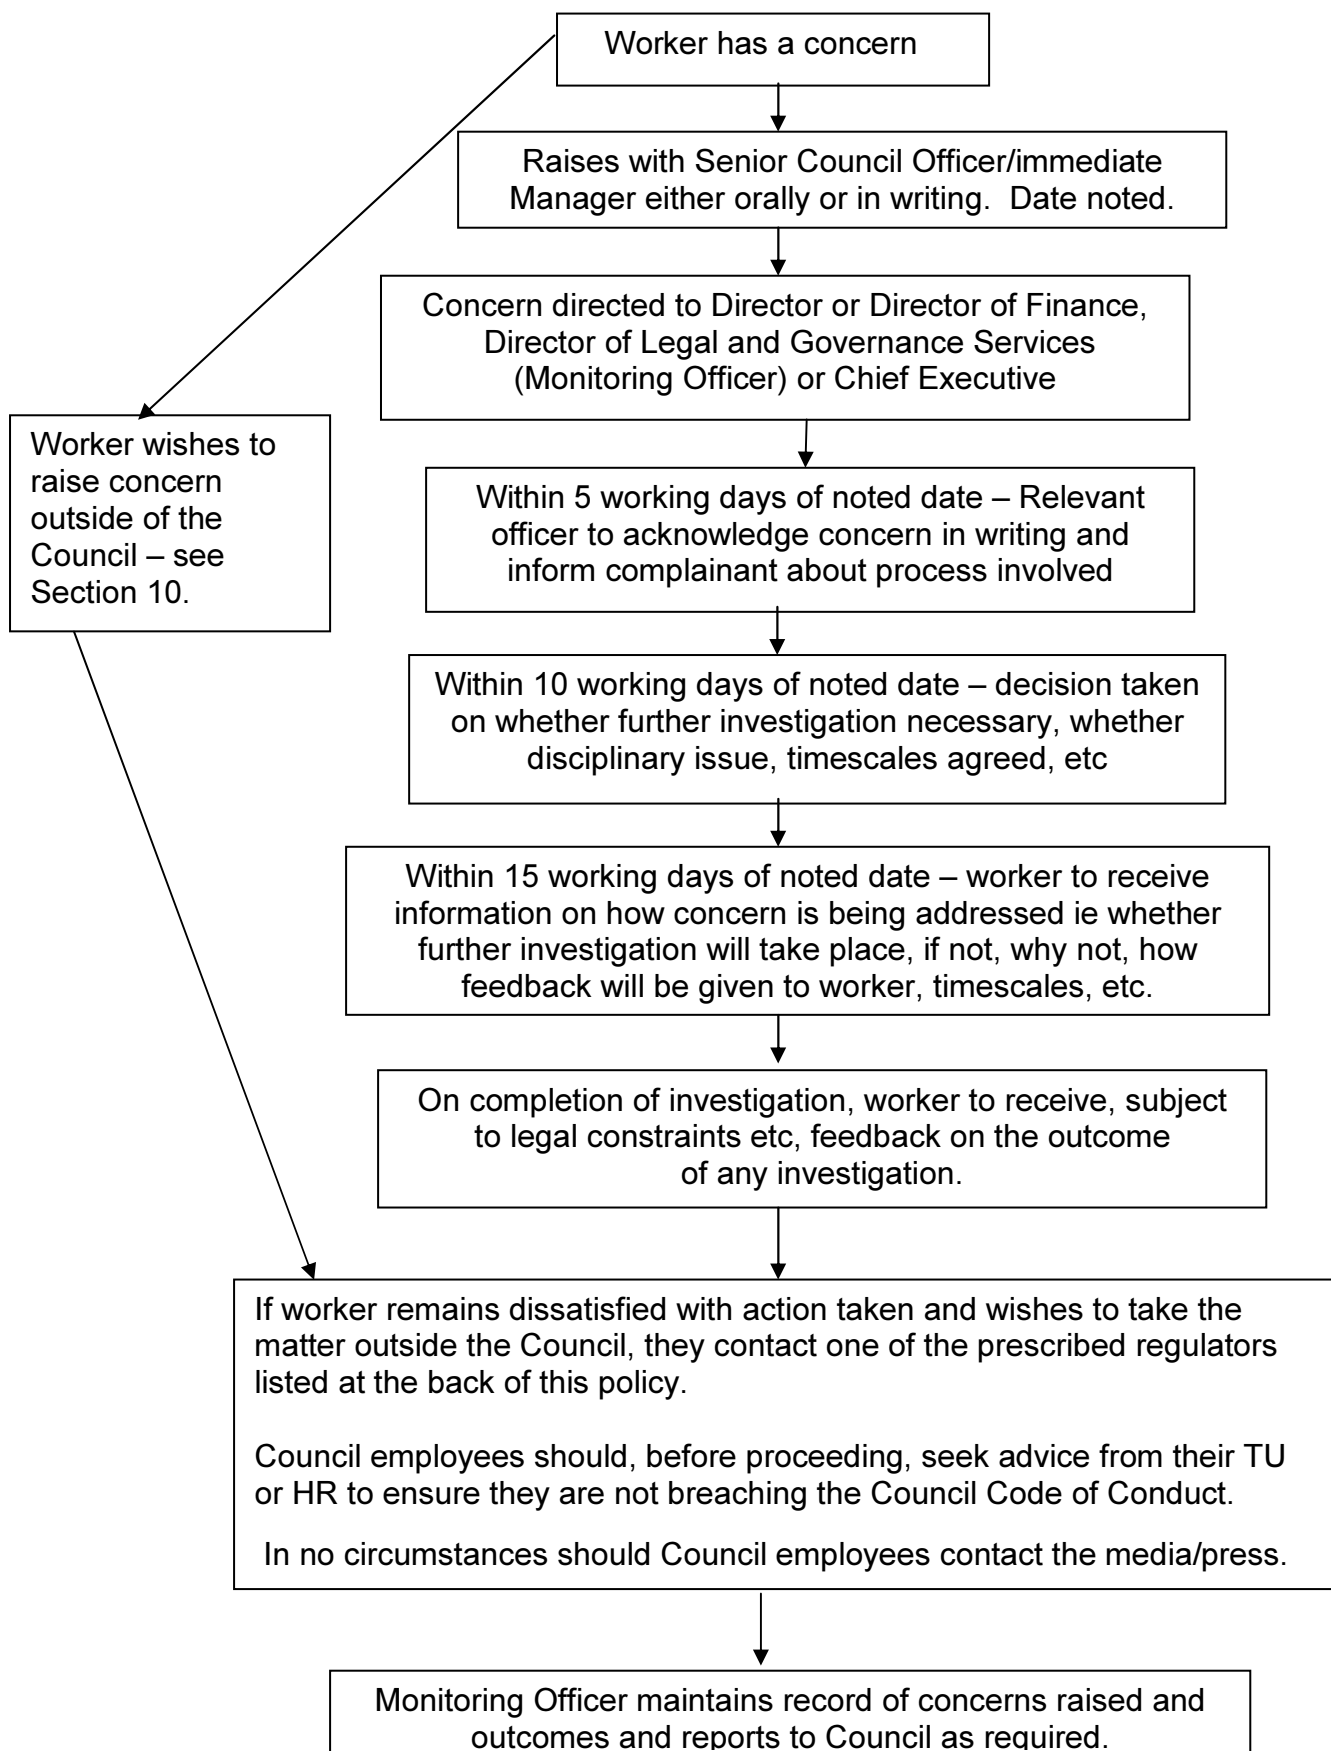 Worker has a concern
Raises with Senior Council Officer/immediate
Manager either orally or in writing.  Date noted.
Concern directed to Director or Director of Finance,
Director of Legal and Governance Services
(Monitoring Officer) or Chief Executive
Worker wishes to
raise concern
outside of the
Council – see
Section 10.
Within 5 working days of noted date – Relevant
officer to acknowledge concern in writing and
inform complainant about process involved
Within 10 working days of noted date – decision taken
on whether further investigation necessary, whether
disciplinary issue, timescales agreed, etc
Within 15 working days of noted date – worker to receive
information on how concern is being addressed ie whether
further investigation will take place, if not, why not, how
feedback will be given to worker, timescales, etc.
On completion of investigation, worker to receive, subject
to legal constraints etc, feedback on the outcome
of any investigation.
If worker remains dissatisfied with action taken and wishes to take the
matter outside the Council, they contact one of the prescribed regulators
listed at the back of this policy.
Council employees should, before proceeding, seek advice from their TU
or HR to ensure they are not breaching the Council Code of Conduct.
In no circumstances should Council employees contact the media/press.
Monitoring Officer maintains record of concerns raised and
outcomes and reports to Council as required.